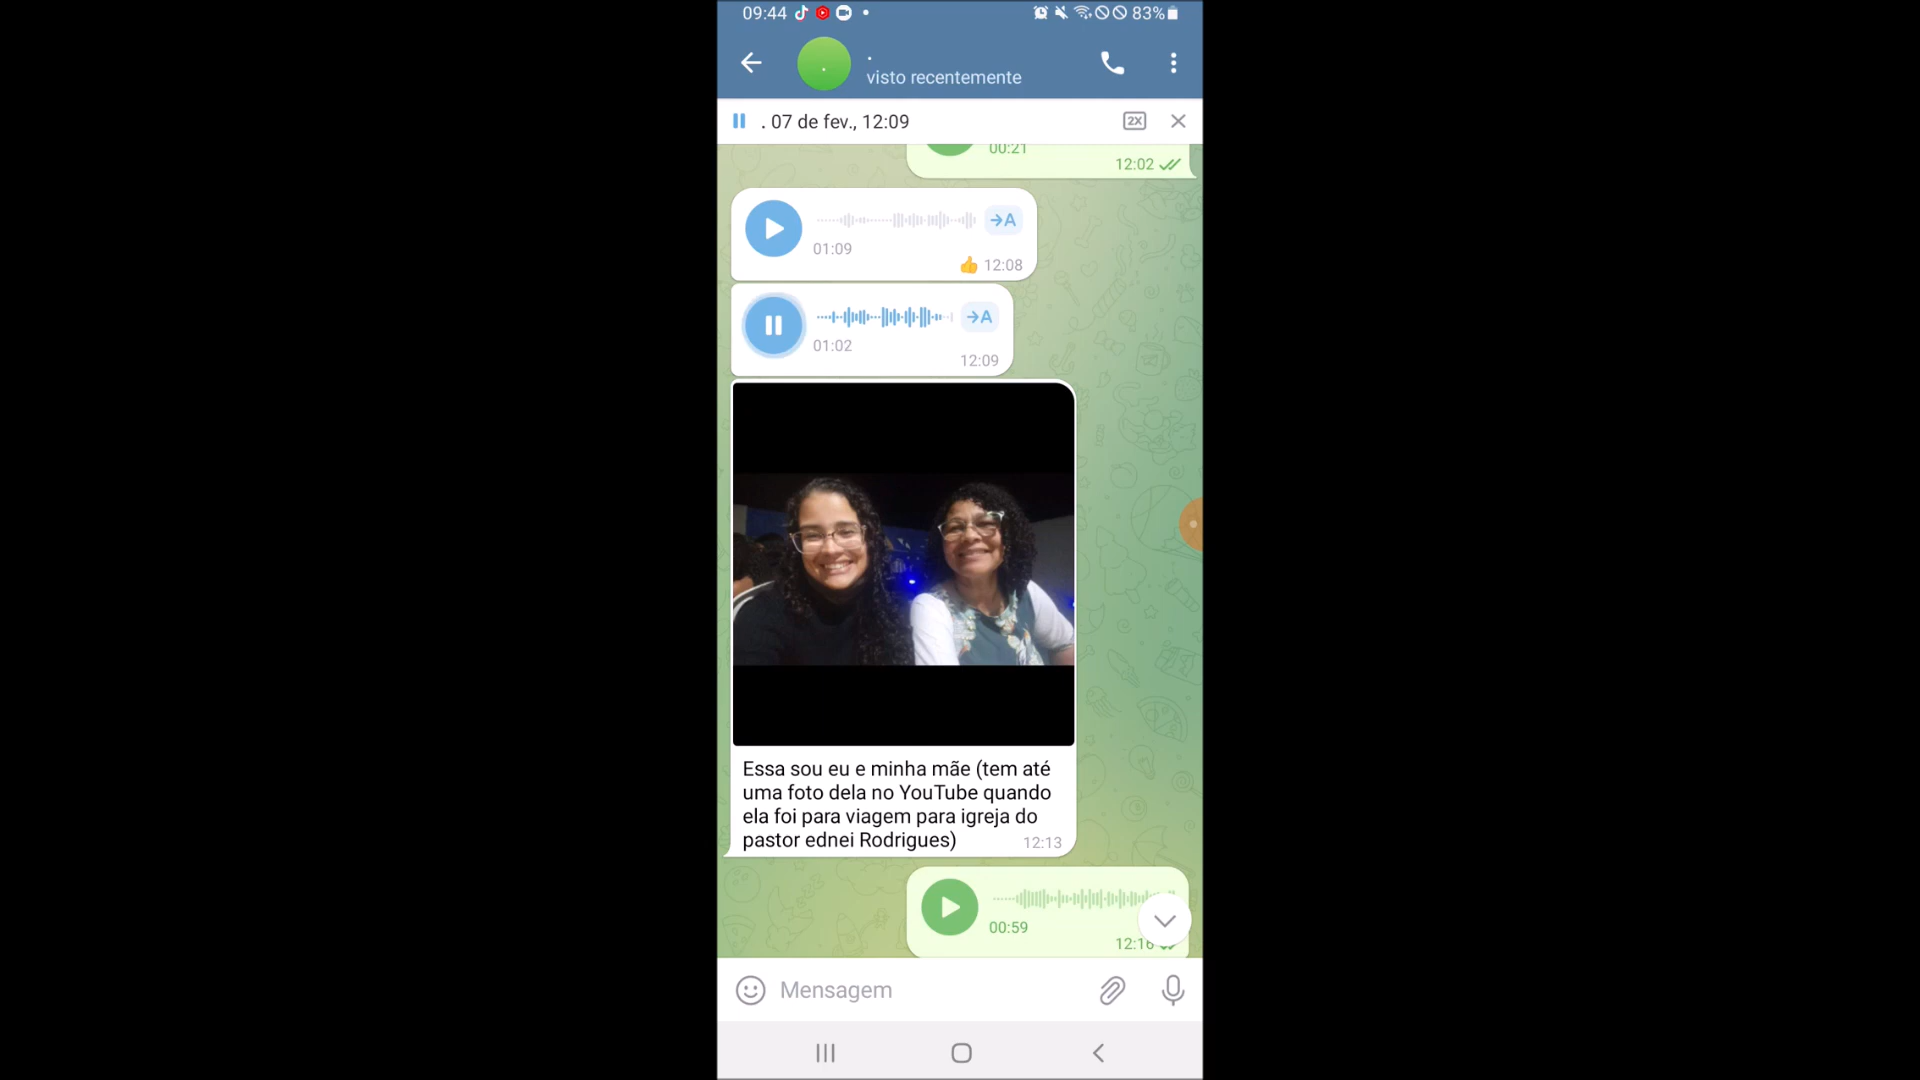 09:44
83%
.
.
visto recentemente
. 07 de fev., 12:09
2X
00:21
12:02
→A
01:09
👍 12:08
→A
01:02
12:09
Essa sou eu e minha mãe (tem até
uma foto dela no YouTube quando
ela foi para viagem para igreja do
pastor ednei Rodrigues)
12:13
00:59
12:16
Mensagem